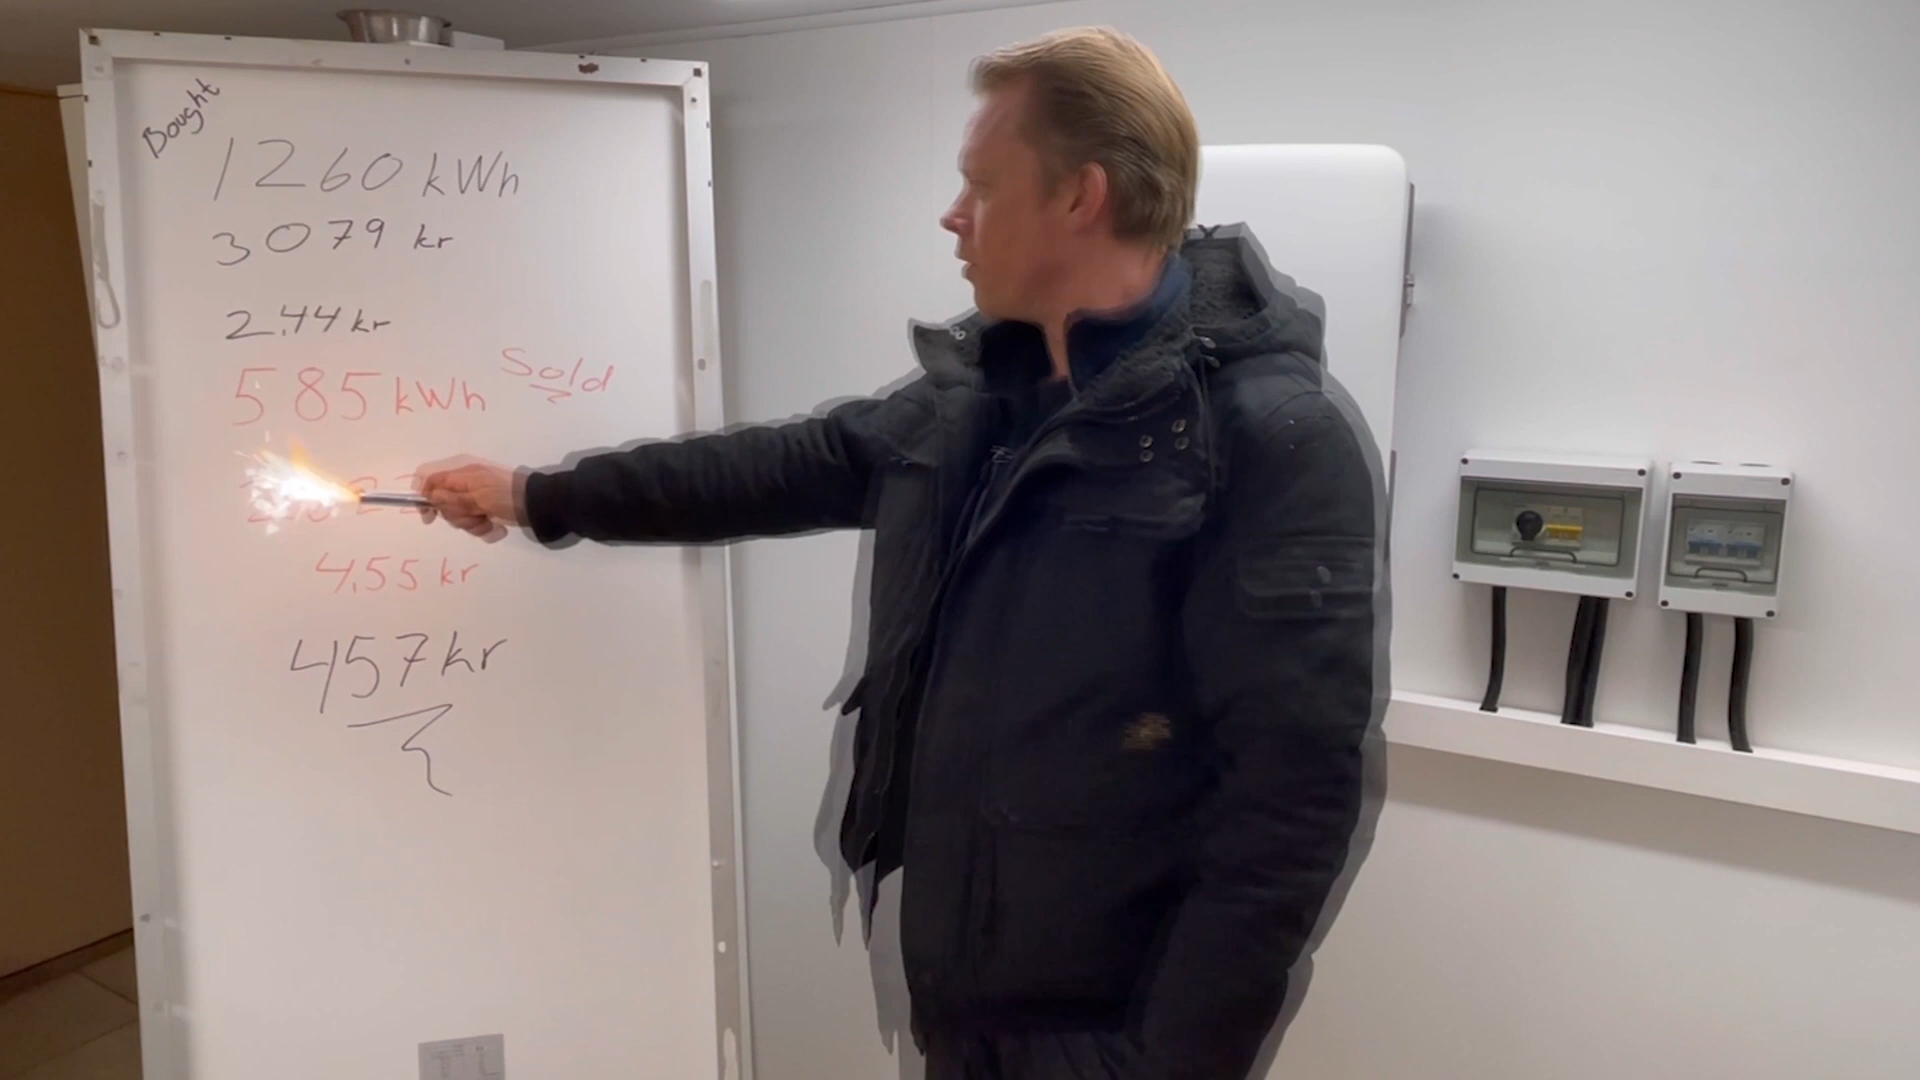 Bought
1260 kWh
3079 kr
2.44 kr
585 kWh Sold
4.55 kr
457 kr